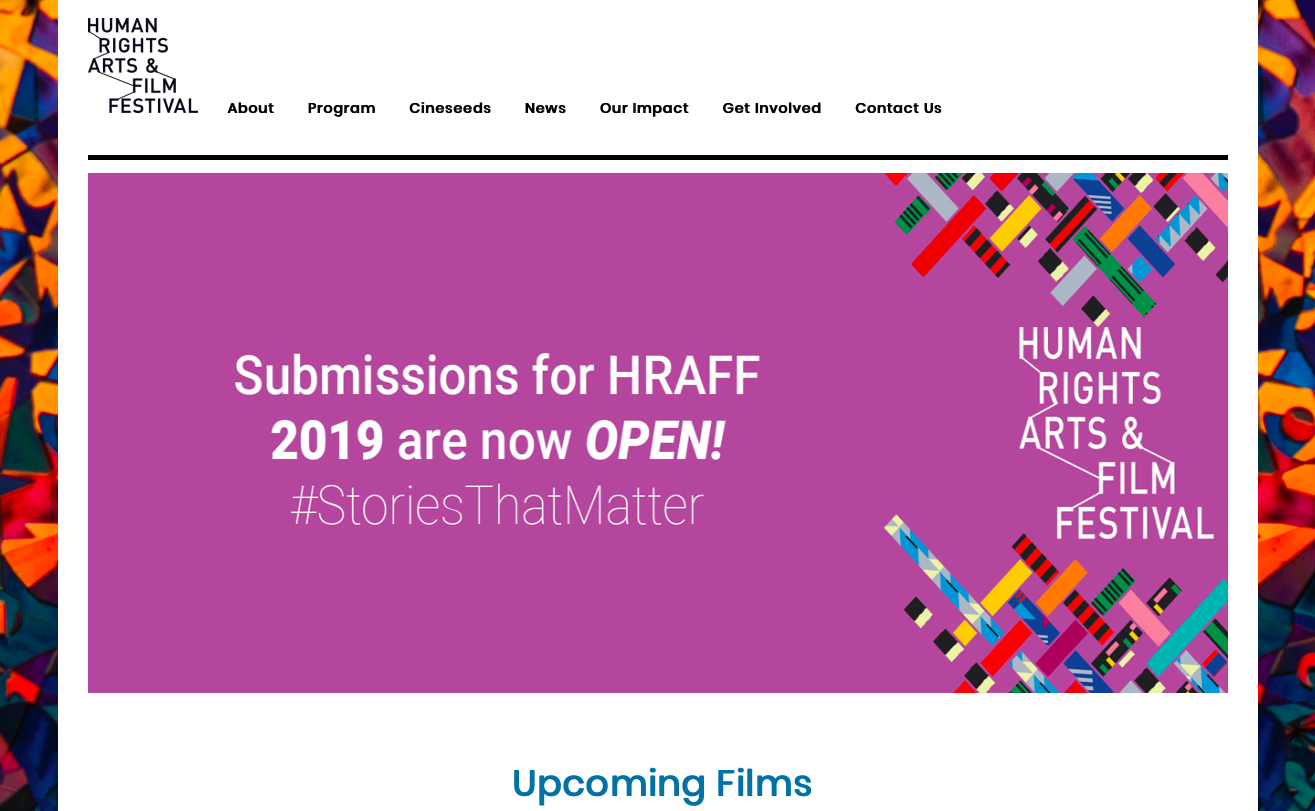 HUMAN
RIGHTS
ARTS &
FILM
FESTIVAL
About Program Cineseeds News Our Impact Get Involved Contact Us
Submissions for HRAFF
2019 are now OPEN!
#StoriesThatMatter
HUMAN
RIGHTS
ARTS &
FILM
FESTIVAL
Upcoming Films